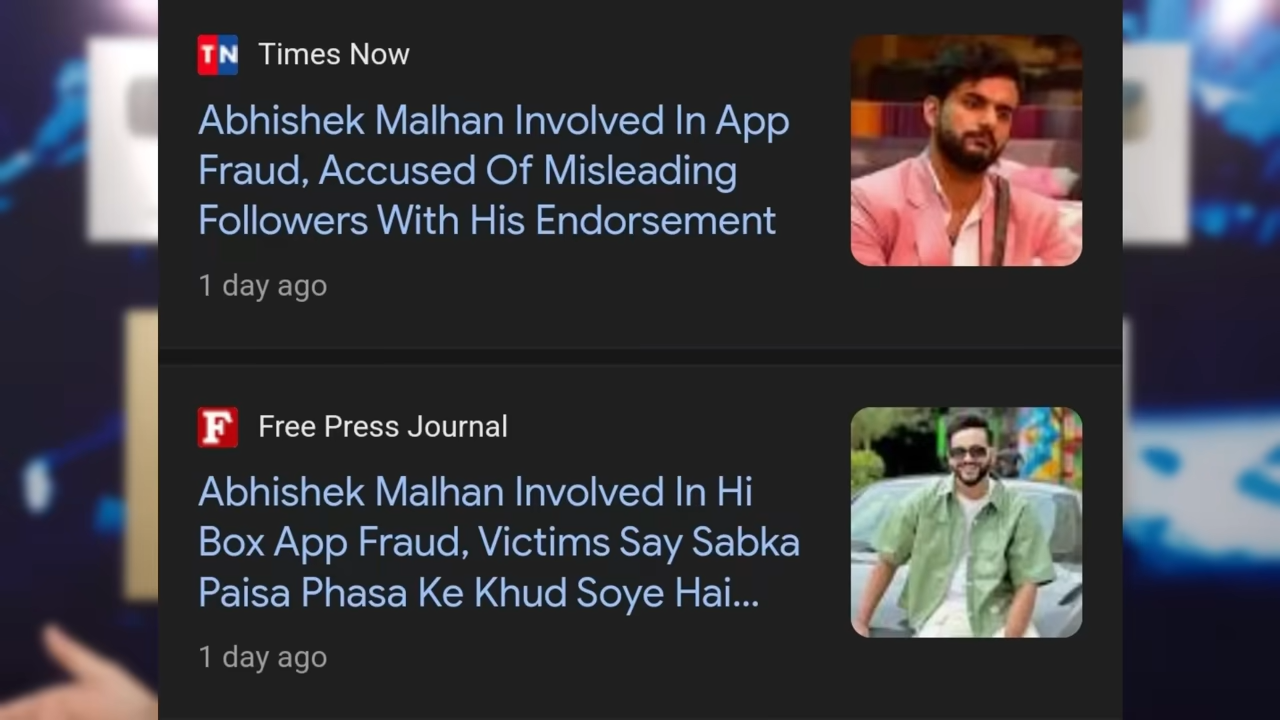 TN Times Now
Abhishek Malhan Involved In App
Fraud, Accused Of Misleading
Followers With His Endorsement
1 day ago
F Free Press Journal
Abhishek Malhan Involved In Hi
Box App Fraud, Victims Say Sabka
Paisa Phasa Ke Khud Soye Hai...
1 day ago